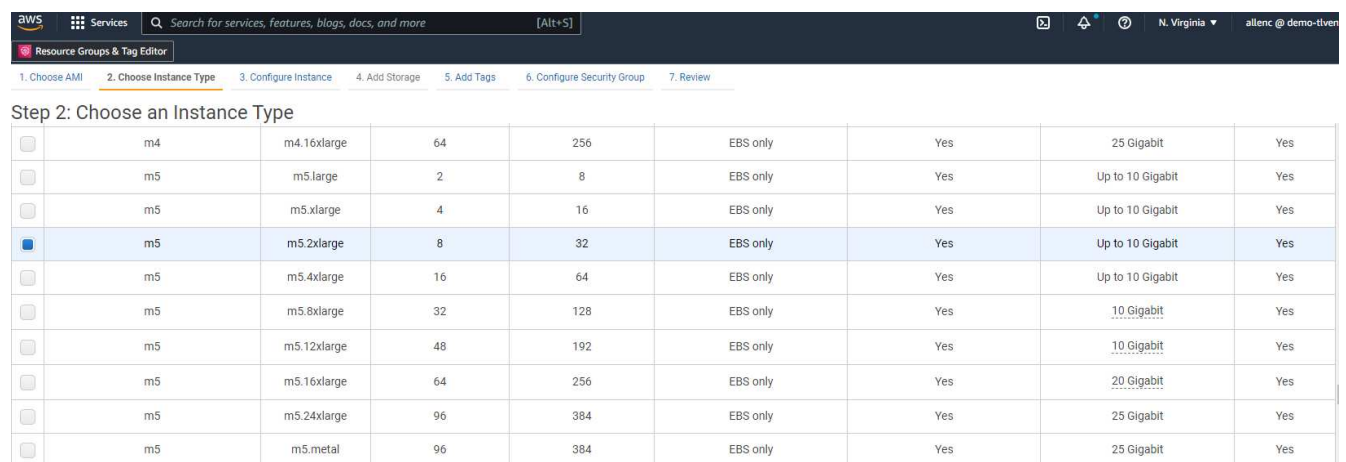 aws Services Search for services, features, blogs, docs, and more [Alt+S] N. Virginia ▼ allenc @ demo-tlven
Resource Groups & Tag Editor
1. Choose AMI 2. Choose Instance Type 3. Configure Instance 4. Add Storage 5. Add Tags 6. Configure Security Group 7. Review
Step 2: Choose an Instance Type
m4 m4.16xlarge 64 256 EBS only Yes 25 Gigabit Yes
m5 m5.large 2 8 EBS only Yes Up to 10 Gigabit Yes
m5 m5.xlarge 4 16 EBS only Yes Up to 10 Gigabit Yes
m5 m5.2xlarge 8 32 EBS only Yes Up to 10 Gigabit Yes
m5 m5.4xlarge 16 64 EBS only Yes Up to 10 Gigabit Yes
m5 m5.8xlarge 32 128 EBS only Yes 10 Gigabit Yes
m5 m5.12xlarge 48 192 EBS only Yes 10 Gigabit Yes
m5 m5.16xlarge 64 256 EBS only Yes 20 Gigabit Yes
m5 m5.24xlarge 96 384 EBS only Yes 25 Gigabit Yes
m5 m5.metal 96 384 EBS only Yes 25 Gigabit Yes